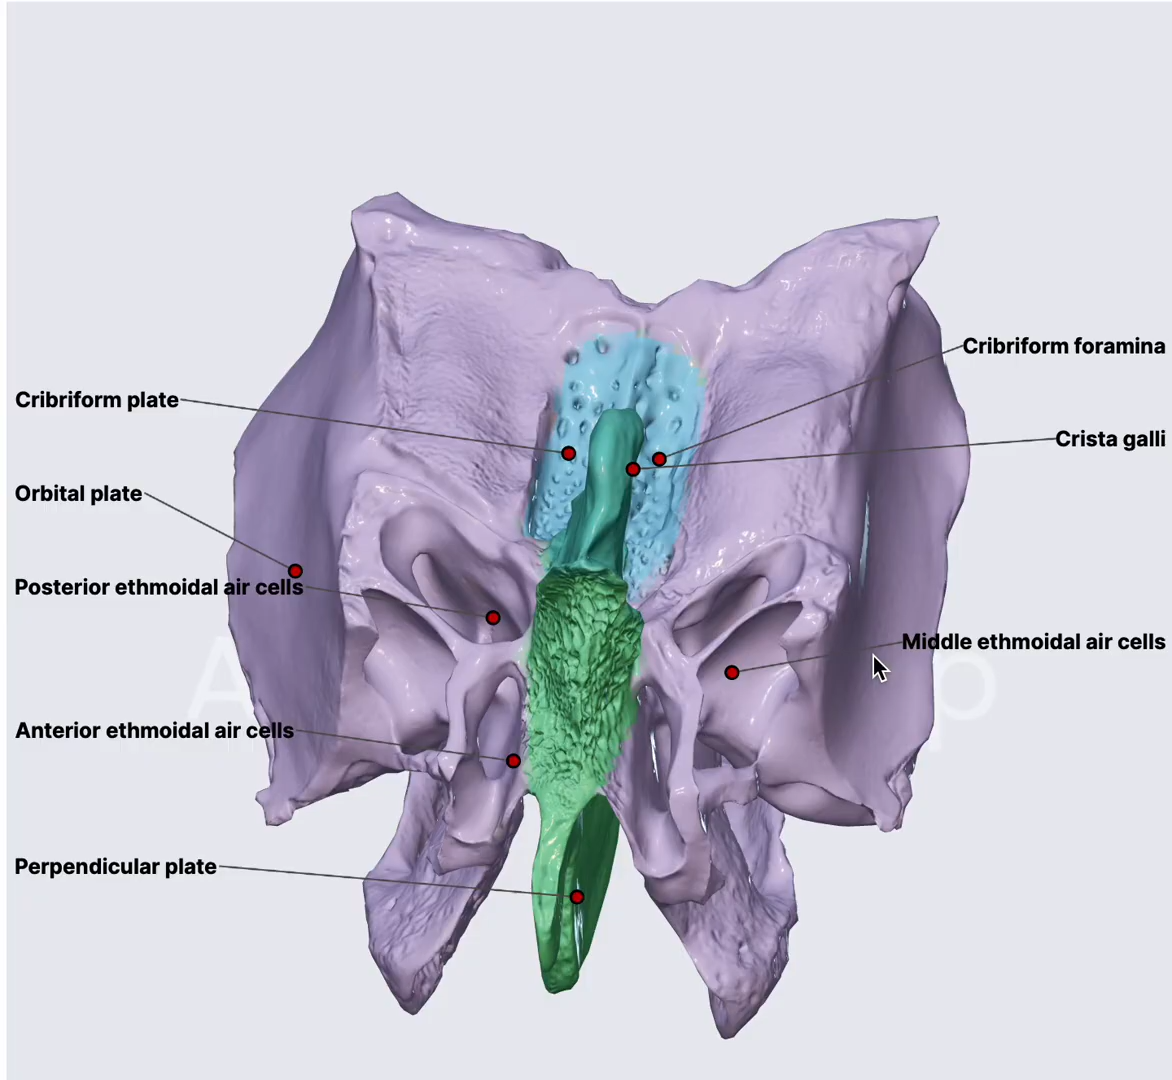 Cribriform foramina
Cribriform plate
Crista galli
Orbital plate
Posterior ethmoidal air cells
Middle ethmoidal air cells
Anterior ethmoidal air cells
Perpendicular plate